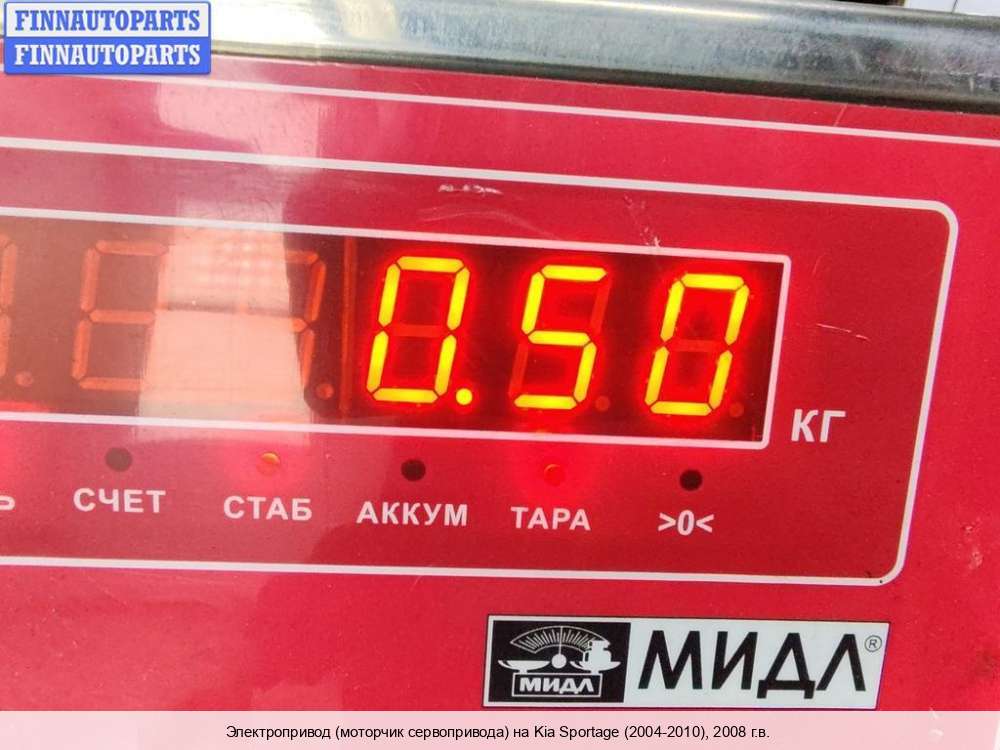 FINNAUTOPARTS
FINNAUTOPARTS
0.50
КГ
СЧЕТ СТАБ АККУМ ТАРА >0<
МИДЛ МИДЛ®
Электропривод (моторчик сервопривода) на Kia Sportage (2004-2010), 2008 г.в.